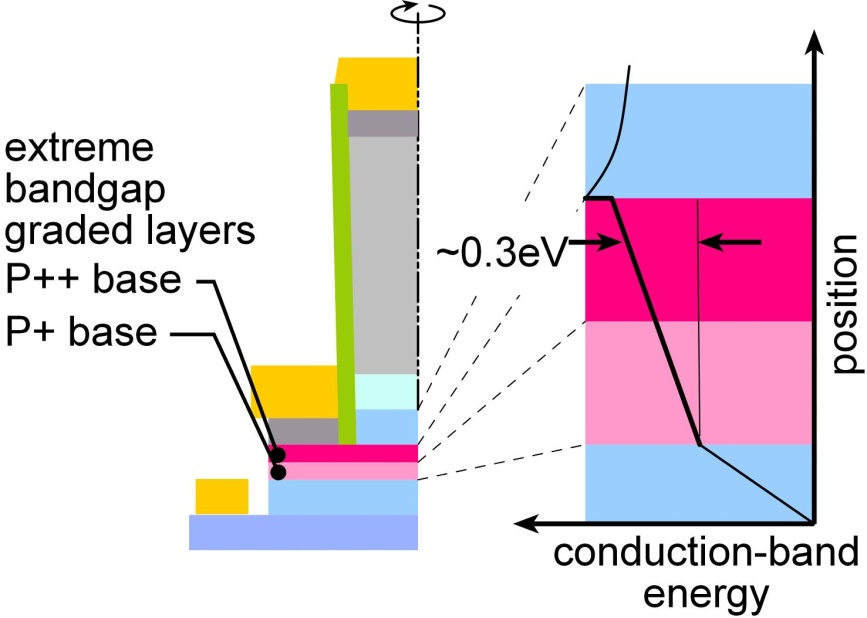 extreme
bandgap
graded layers
P++ base
P+ base
~0.3eV
position
conduction-band
energy